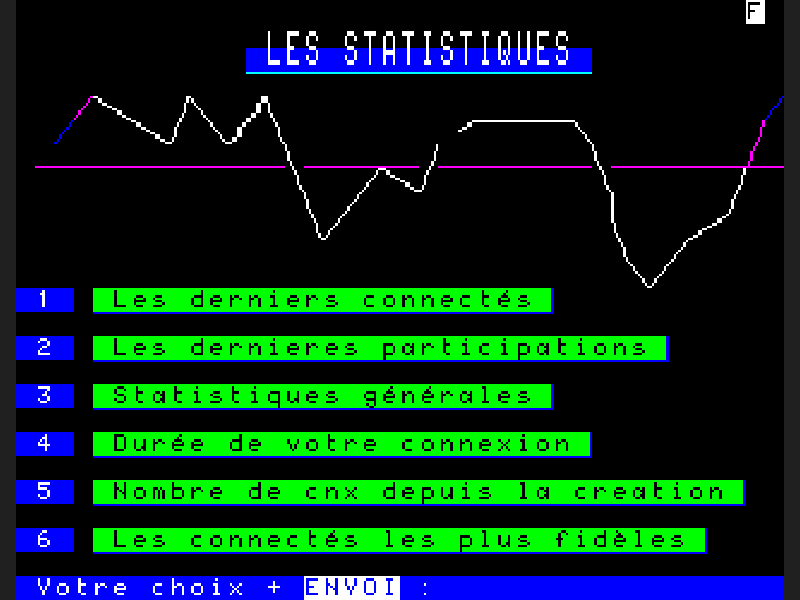 F
LES STATISTIQUES
1 Les derniers connectés
2 Les dernieres participations
3 Statistiques générales
4 Durée de votre connexion
5 Nombre de cnx depuis la creation
6 Les connectés les plus fidèles
Votre choix + ENVOI :